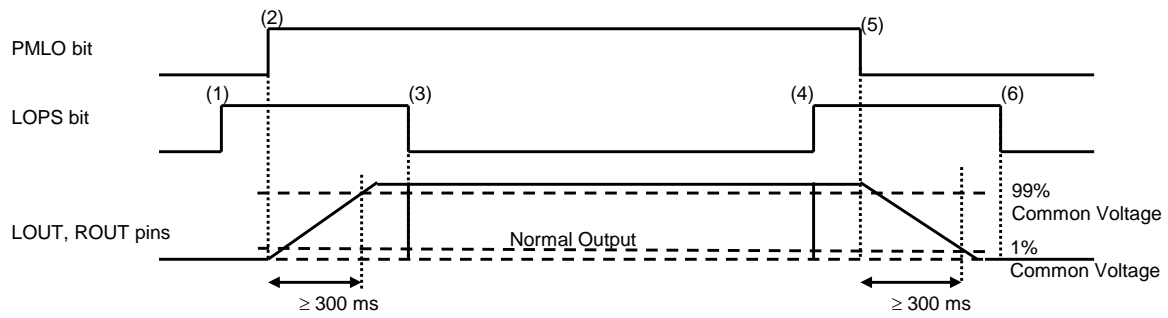 (2)
(5)
PMLO bit
(1)
(3)
(4)
(6)
LOPS bit
99%
Common Voltage
LOUT, ROUT pins
Normal Output
1%
Common Voltage
≥ 300 ms
≥ 300 ms